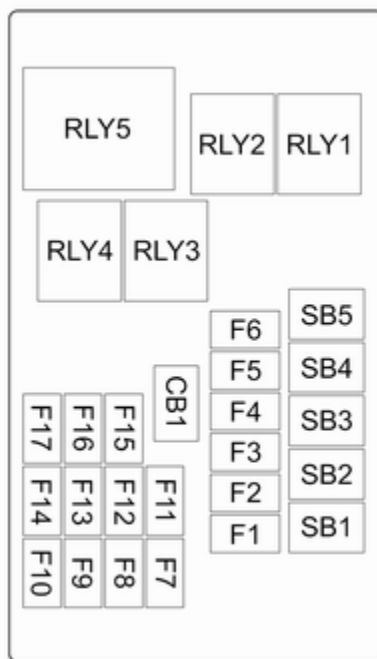 RLY5
RLY2 RLY1
RLY4 RLY3
F6 SB5
F5 SB4
F4 SB3
F3 SB2
F2 SB1
F1
CB1
F17 F16 F15
F14 F13 F12 F11
F10 F9 F8 F7